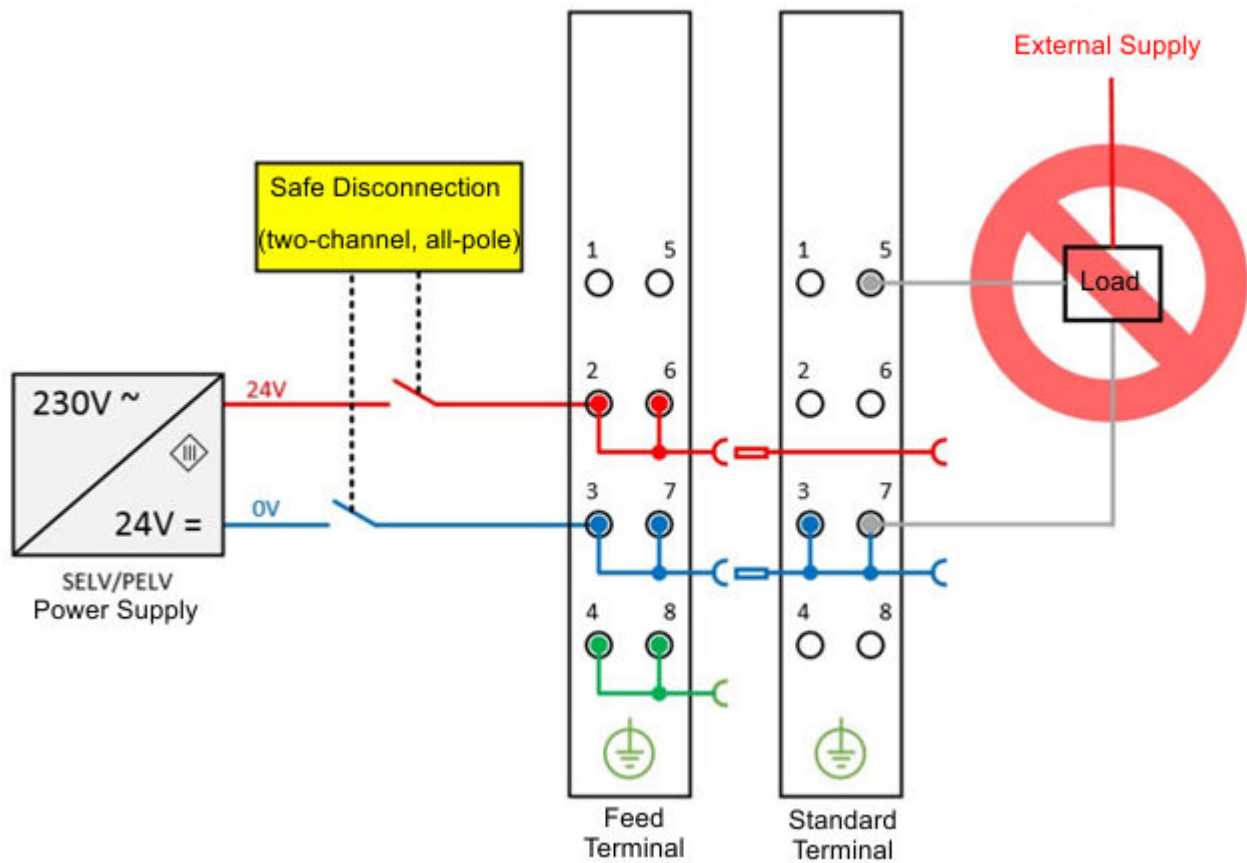 External Supply
Safe Disconnection
(two-channel, all-pole)
1 5
1 5
Load
2 6
2 6
230V ~
24V
III
3 7
3 7
24V =
0V
SELV/PELV
Power Supply
4 8
4 8
Feed
Terminal
Standard
Terminal